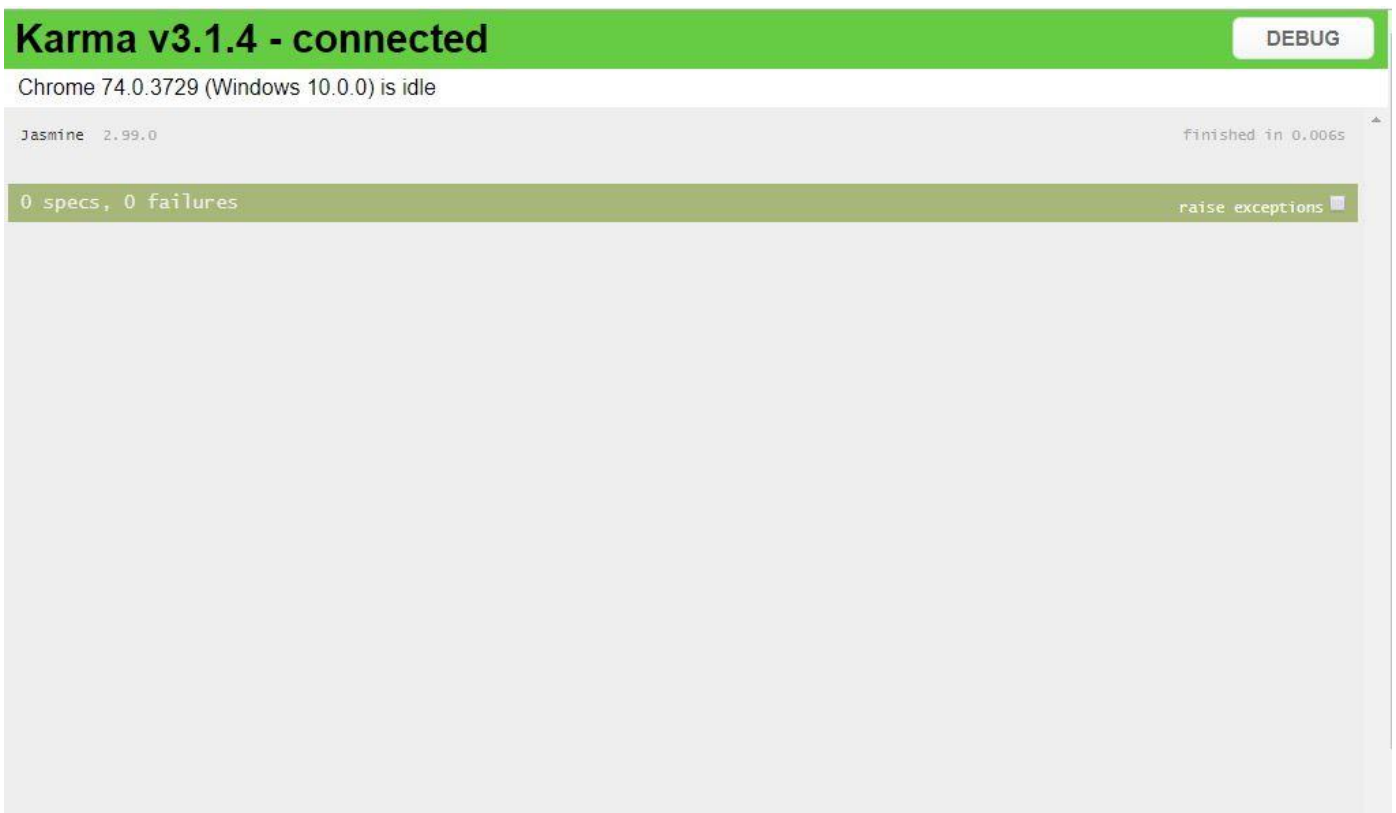 Karma v3.1.4 - connected
DEBUG
Chrome 74.0.3729 (Windows 10.0.0) is idle
Jasmine 2.99.0
finished in 0.006s
0 specs, 0 failures
raise exceptions